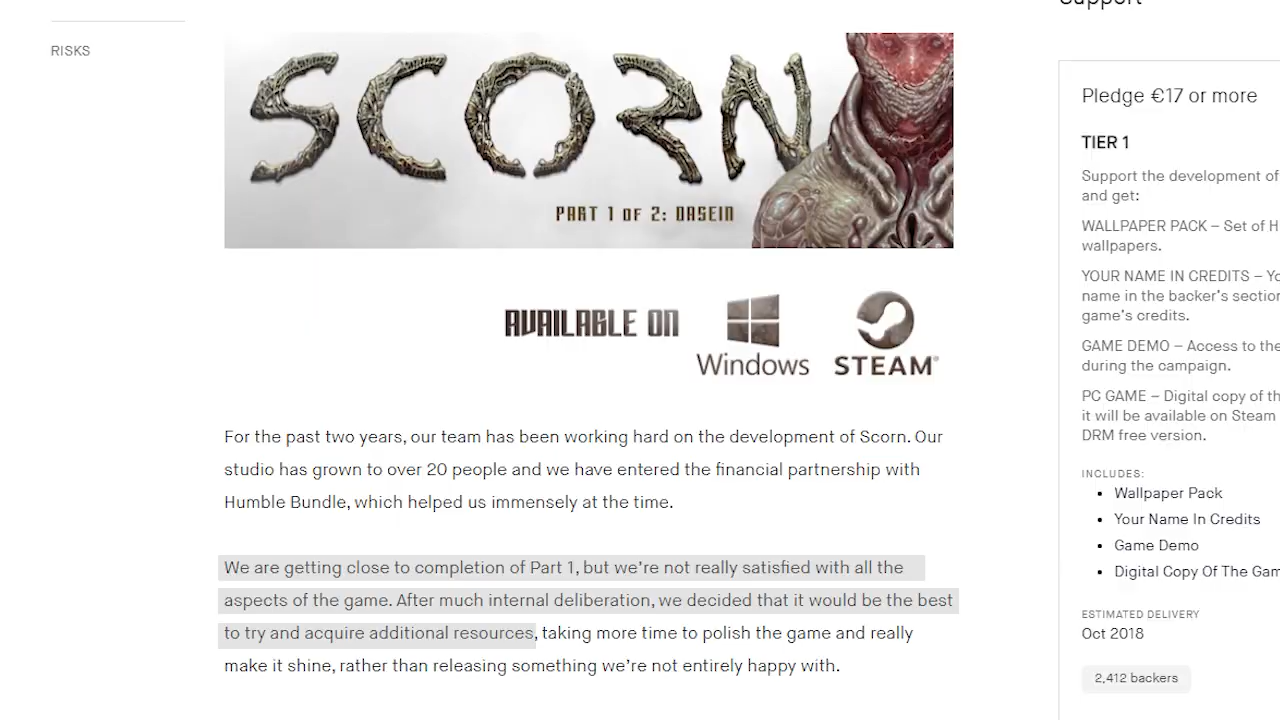 Support
RISKS
SCORN
PART 1 OF 2: DASEIN
AVAILABLE ON
Windows
STEAM®
For the past two years, our team has been working hard on the development of Scorn. Our
studio has grown to over 20 people and we have entered the financial partnership with
Humble Bundle, which helped us immensely at the time.
We are getting close to completion of Part 1, but we're not really satisfied with all the
aspects of the game. After much internal deliberation, we decided that it would be the best
to try and acquire additional resources, taking more time to polish the game and really
make it shine, rather than releasing something we're not entirely happy with.
Pledge €17 or more
TIER 1
Support the development of
and get:
WALLPAPER PACK – Set of H
wallpapers.
YOUR NAME IN CREDITS – Yo
name in the backer's section
game's credits.
GAME DEMO – Access to the
during the campaign.
PC GAME – Digital copy of th
it will be available on Steam
DRM free version.
INCLUDES:
• Wallpaper Pack
• Your Name In Credits
• Game Demo
• Digital Copy Of The Gam
ESTIMATED DELIVERY
Oct 2018
2,412 backers